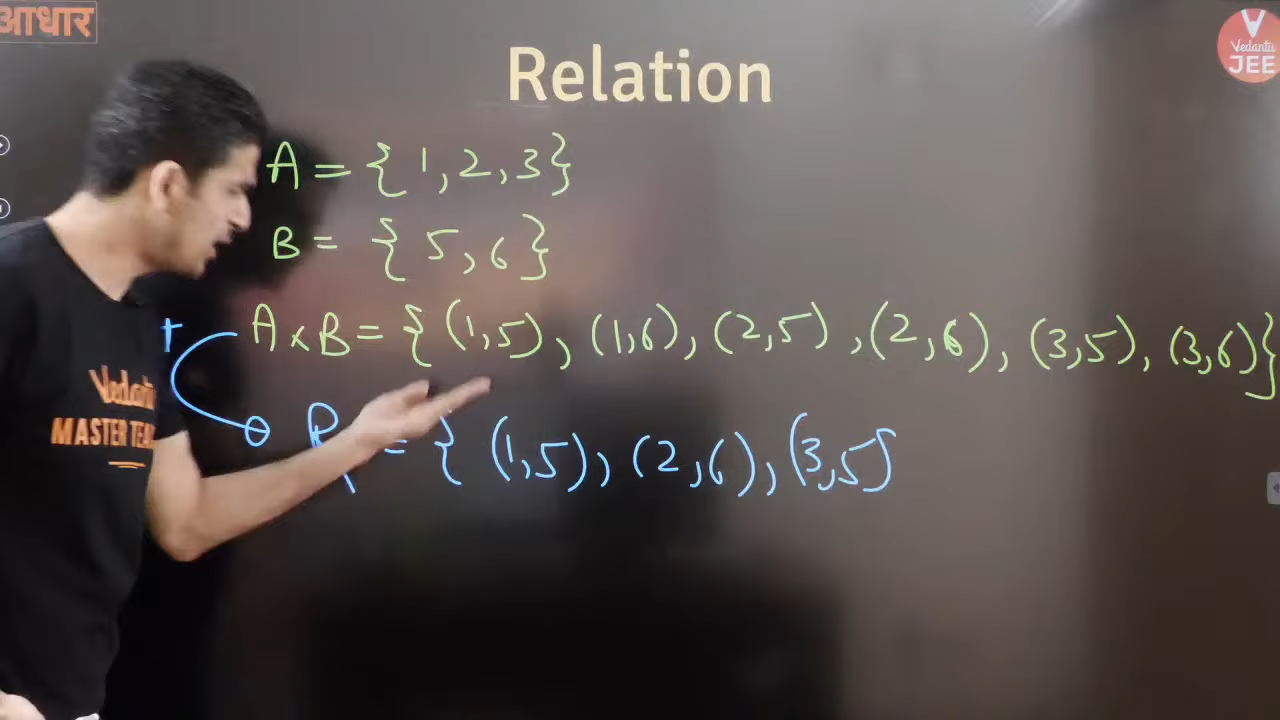 आधार
Vedantu
JEE
Relation
A = {1,2,3}
B = {5,6}
A×B = {(1,5), (1,6), (2,5), (2,6), (3,5), (3,6)}
R = { (1,5), (2,6), (3,5)
Vedantu
MASTER TEA